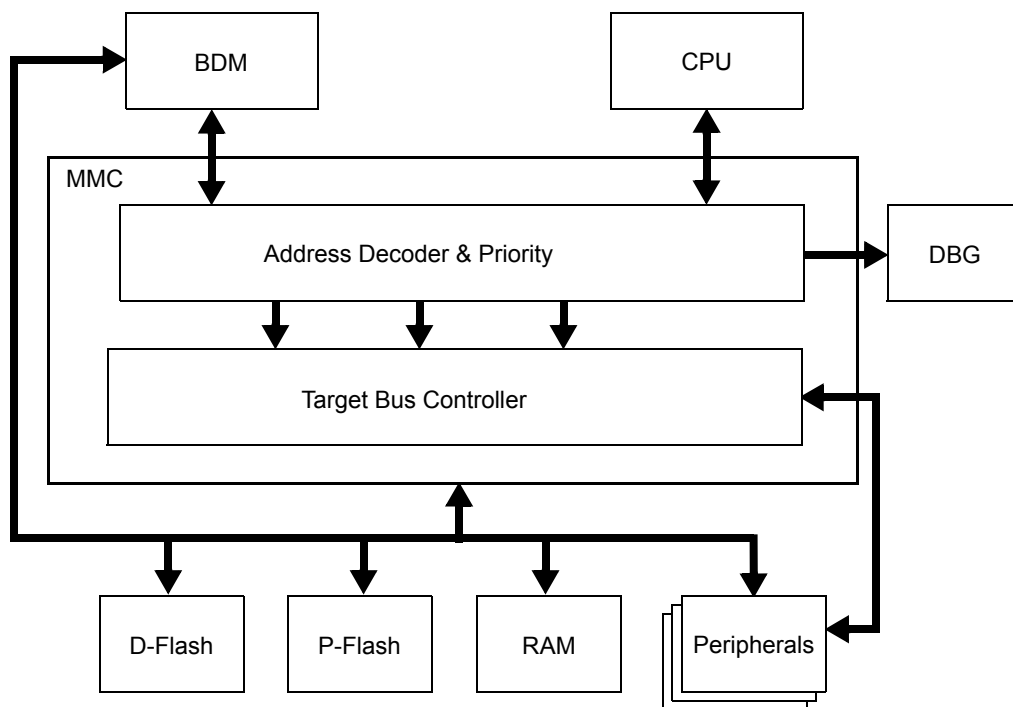 BDM
CPU
MMC
Address Decoder & Priority
DBG
Target Bus Controller
D-Flash
P-Flash
RAM
Peripherals